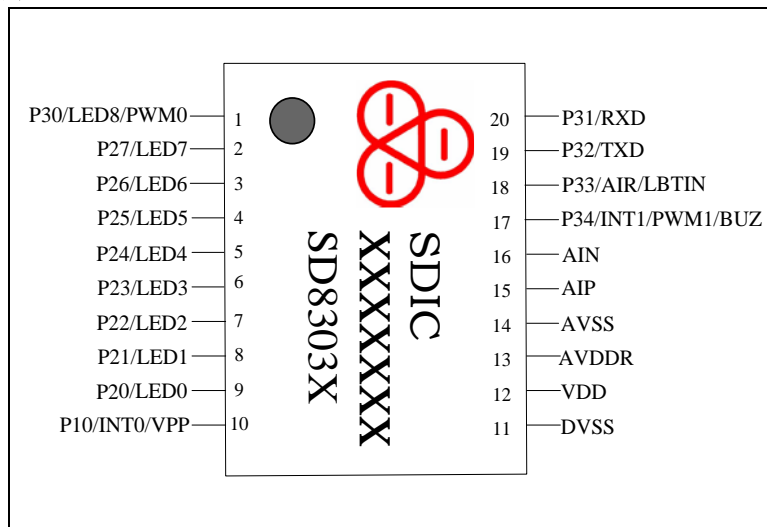 P30/LED8/PWM0 1
P27/LED7 2
P26/LED6 3
P25/LED5 4
P24/LED4 5
P23/LED3 6
P22/LED2 7
P21/LED1 8
P20/LED0 9
P10/INT0/VPP 10
SDIC
XXXXXXXX
SD8303X
20 P31/RXD
19 P32/TXD
18 P33/AIR/LBTIN
17 P34/INT1/PWM1/BUZ
16 AIN
15 AIP
14 AVSS
13 AVDDR
12 VDD
11 DVSS